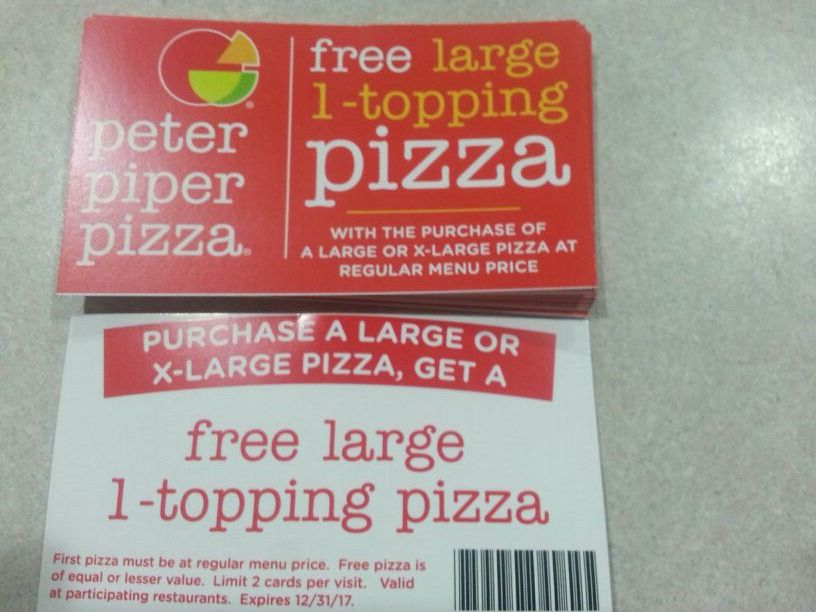 peter
piper
pizza®
free large
1-topping
pizza
WITH THE PURCHASE OF
A LARGE OR X-LARGE PIZZA AT
REGULAR MENU PRICE
PURCHASE A LARGE OR
X-LARGE PIZZA, GET A
free large
1-topping pizza
First pizza must be at regular menu price. Free pizza is
of equal or lesser value. Limit 2 cards per visit. Valid
at participating restaurants. Expires 12/31/17.